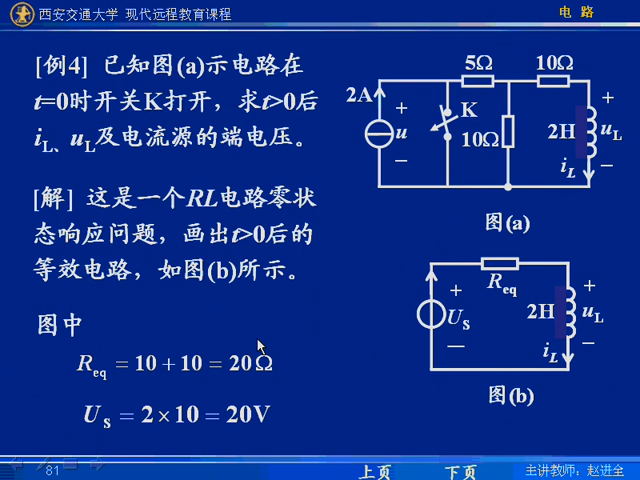 西安交通大学 现代远程教育课程
电 路
[例4] 已知图(a)示电路在
t=0时开关K打开，求t>0后
iL、uL及电流源的端电压。
5Ω
10Ω
2A
+
u
−
K
10Ω
2H
+
uL
−
iL
图(a)
[解] 这是一个RL电路零状
态响应问题，画出t>0后的
等效电路，如图(b)所示。
Req
+
US
−
2H
+
uL
−
iL
图(b)
图中
Req = 10 + 10 = 20Ω
US = 2 × 10 = 20V
81
上页
下页
主讲教师：赵进全